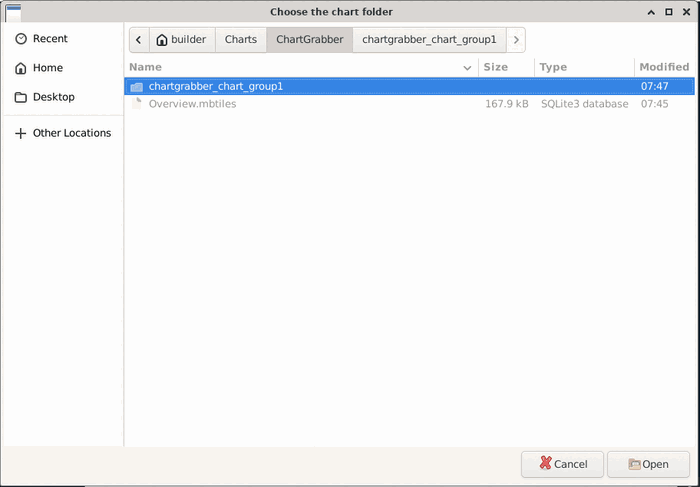 Choose the chart folder
Recent
builder Charts ChartGrabber chartgrabber_chart_group1
Home
Desktop
Other Locations
Name Size Type Modified
chartgrabber_chart_group1 07:47
Overview.mbtiles 167.9 kB SQLite3 database 07:45
Cancel Open